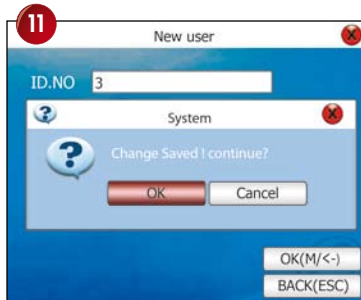 11
New user
ID.NO 3
System
Change Saved ! continue?
OK Cancel
OK(M/<-)
BACK(ESC)